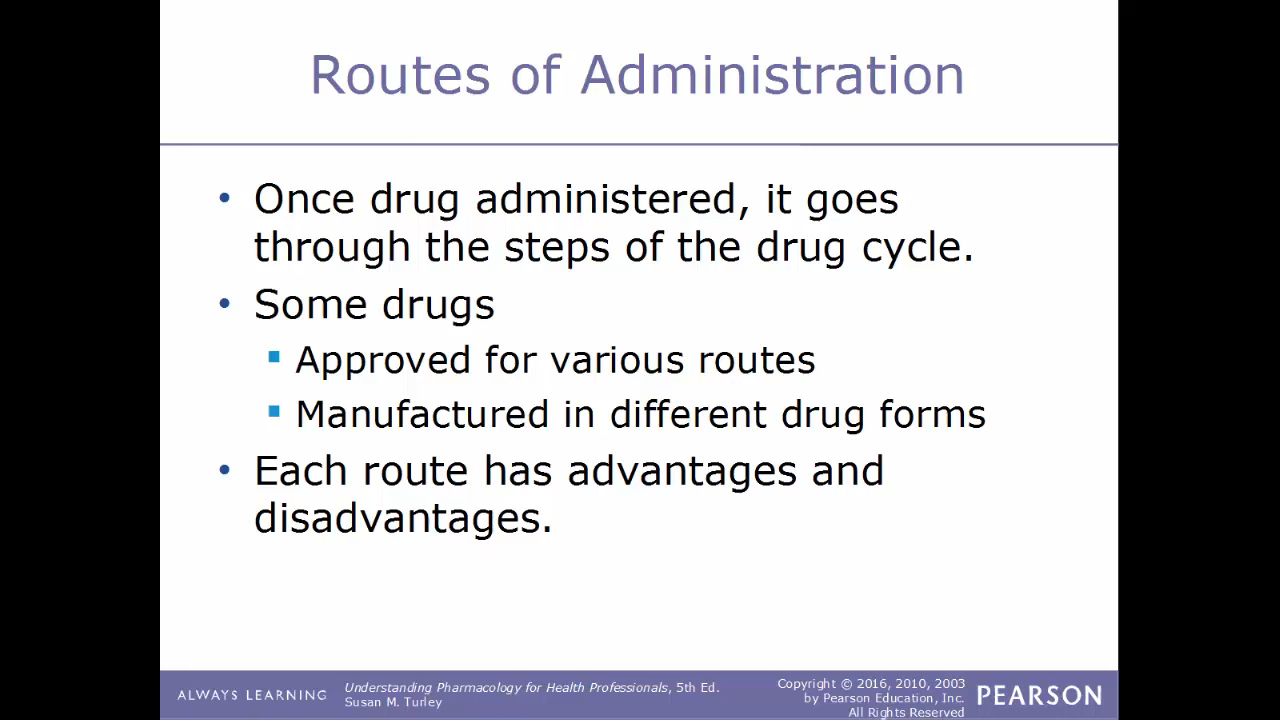 Routes of Administration
• Once drug administered, it goes
through the steps of the drug cycle.
• Some drugs
▪ Approved for various routes
▪ Manufactured in different drug forms
• Each route has advantages and
disadvantages.
ALWAYS LEARNING
Understanding Pharmacology for Health Professionals, 5th Ed.
Susan M. Turley
Copyright © 2016, 2010, 2003
by Pearson Education, Inc.
All Rights Reserved
PEARSON